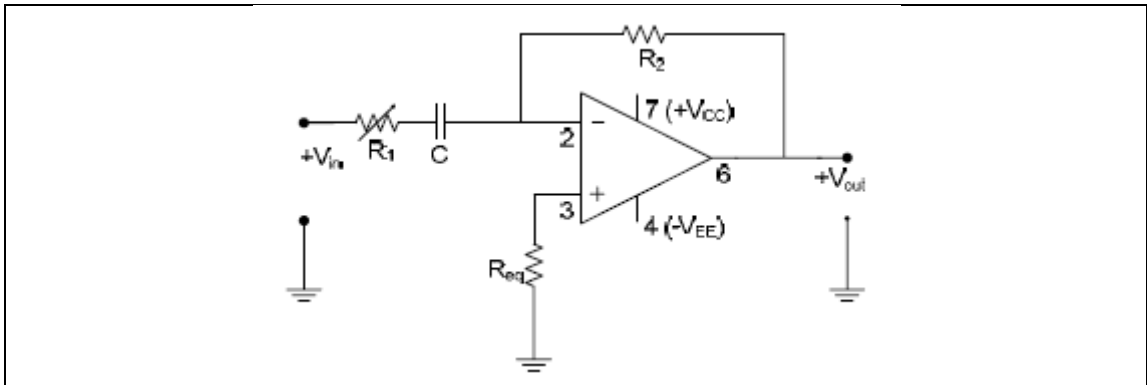 R2
7 (+VCC)
2
−
+Vin
R1
C
6
+Vout
+
3
4 (-VEE)
Req